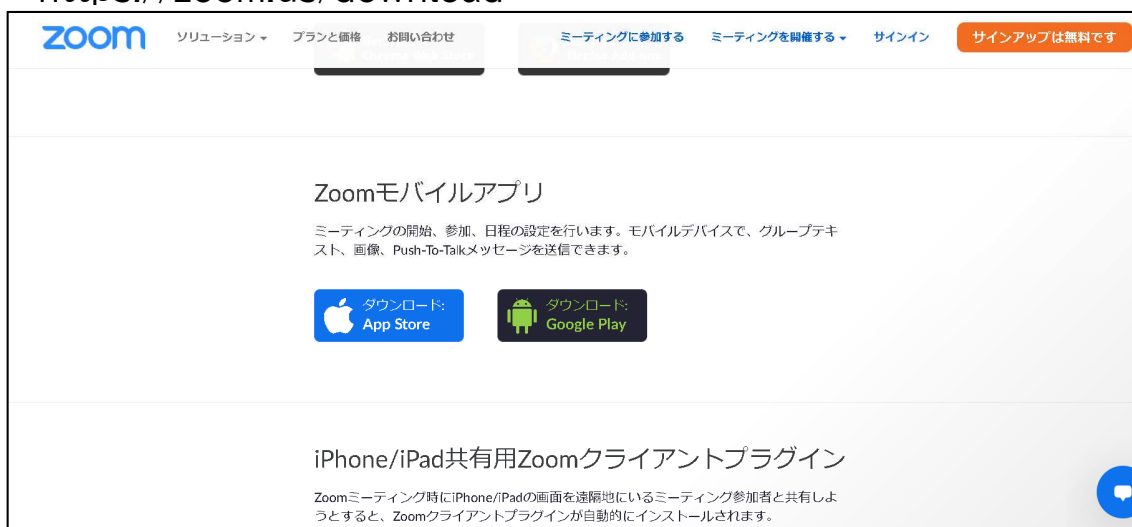 https://zoom.us/download
zoom ソリューション プランと価格 お問い合わせ ミーティングに参加する ミーティングを開催する サインイン サインアップは無料です
Zoomモバイルアプリ
ミーティングの開始、参加、日程の設定を行います。モバイルデバイスで、グループテキ
スト、画像、Push-To-Talkメッセージを送信できます。
ダウンロード: ダウンロード:
App Store Google Play
iPhone/iPad共有用Zoomクライアントプラグイン
Zoomミーティング時にiPhone/iPadの画面を遠隔地にいるミーティング参加者と共有しよ
うとすると、Zoomクライアントプラグインが自動的にインストールされます。